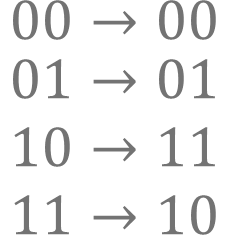 00 → 00
01 → 01
10 → 11
11 → 10